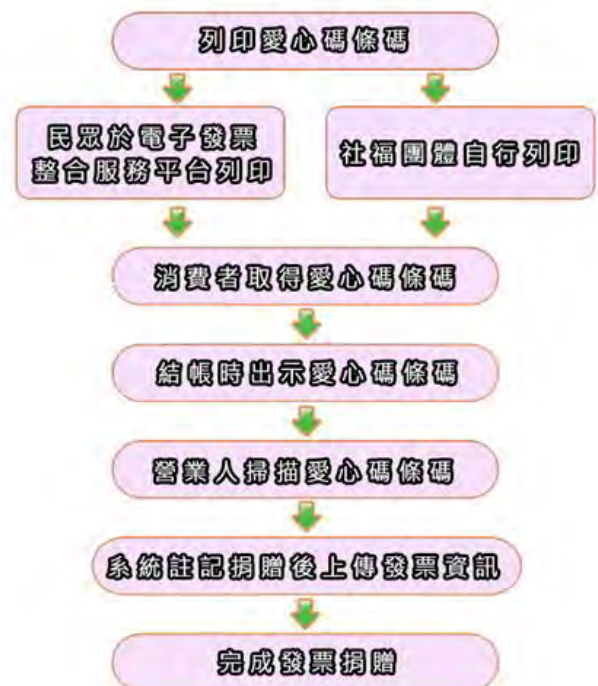 列印愛心碼條碼
民眾於電子發票
整合服務平台列印
社福團體自行列印
消費者取得愛心碼條碼
結帳時出示愛心碼條碼
營業人掃描愛心碼條碼
系統註記捐贈後上傳發票資訊
完成發票捐贈